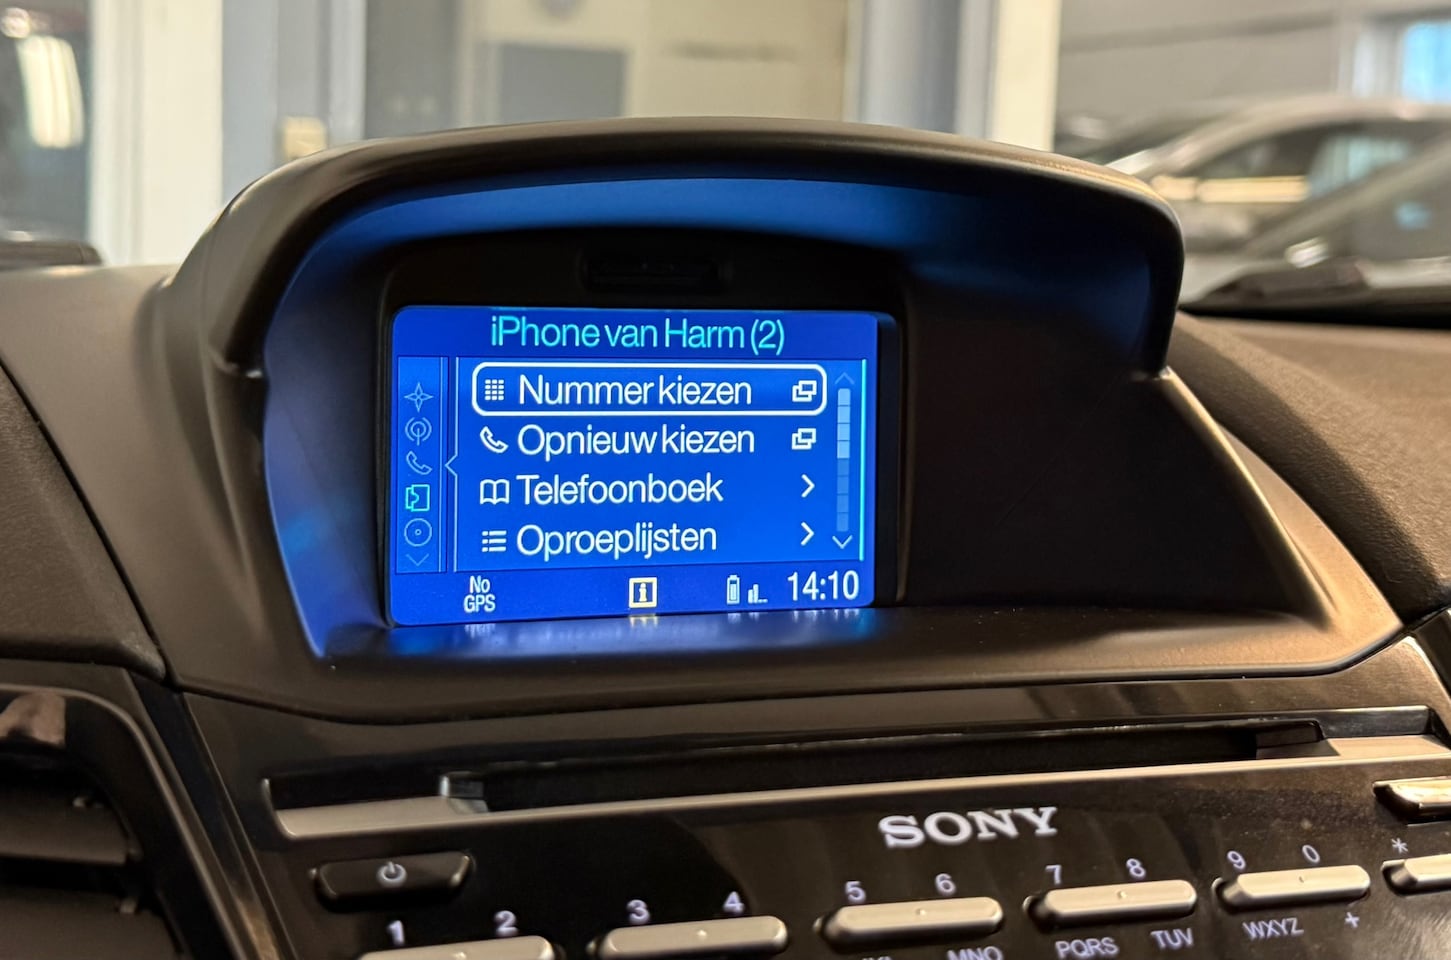 iPhone van Harm (2)
Nummer kiezen
Opnieuw kiezen
Telefoonboek
Oproeplijsten
No
GPS
i
14:10
SONY
1 2 3 4 5 6 7 8 9 0 *
MNO PQRS TUV WXYZ +